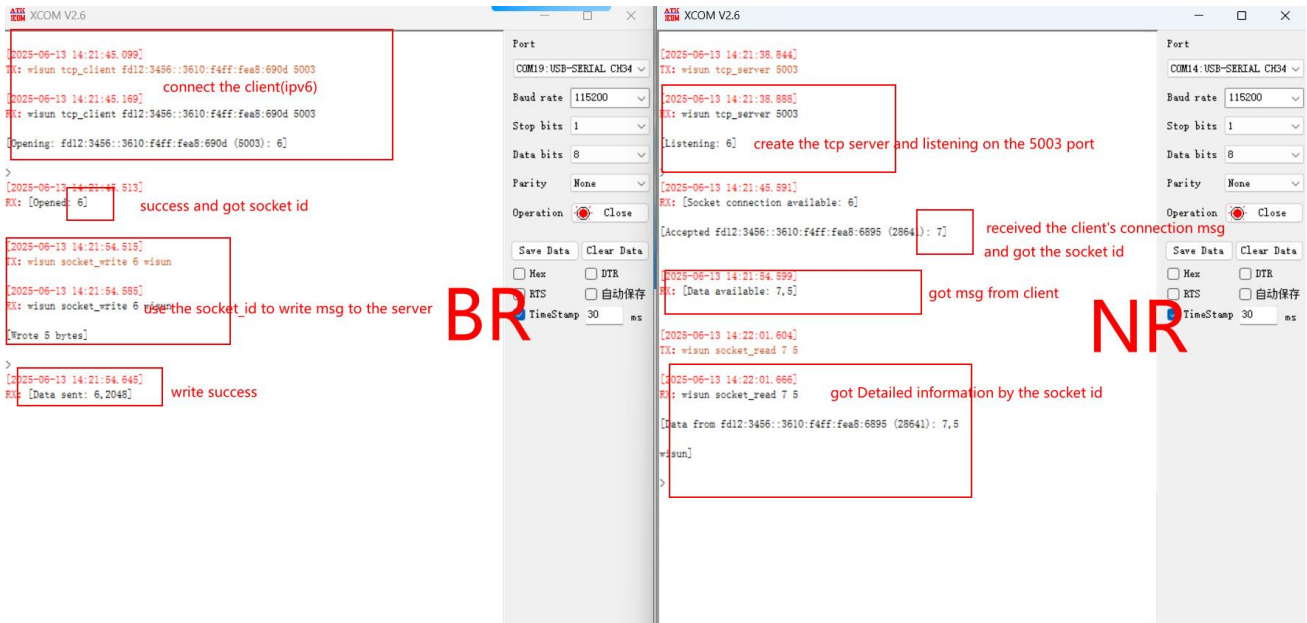 ATK XCOM XCOM V2.6
[2025-06-13 14:21:45.099]
TX: wisun tcp_client fd12:3456::3610:f4ff:fea8:690d 5003
connect the client(ipv6)
[2025-06-13 14:21:45.169]
RX: wisun tcp_client fd12:3456::3610:f4ff:fea8:690d 5003
[Opening: fd12:3456::3610:f4ff:fea8:690d (5003): 6]
>
[2025-06-13 14:21:45.513]
RX: [Opened: 6]
success and got socket id
[2025-06-13 14:21:54.515]
TX: wisun socket_write 6 wisun
[2025-06-13 14:21:54.585]
RX: wisun socket_write 6 wisun
use the socket_id to write msg to the server
[Wrote 5 bytes]
>
[2025-06-13 14:21:54.645]
RX: [Data sent: 6,2048]
write success
BR
Port
COM19:USB-SERIAL CH34
Baud rate 115200
Stop bits 1
Data bits 8
Parity None
Operation Close
Save Data Clear Data
Hex DTR
RTS 自动保存
TimeStamp 30 ms
ATK XCOM XCOM V2.6
[2025-06-13 14:21:38.844]
TX: wisun tcp_server 5003
[2025-06-13 14:21:38.888]
RX: wisun tcp_server 5003
[Listening: 6]
create the tcp server and listening on the 5003 port
>
[2025-06-13 14:21:45.591]
RX: [Socket connection available: 6]
[Accepted fd12:3456::3610:f4ff:fea8:6895 (28641): 7]
received the client's connection msg
and got the socket id
[2025-06-13 14:21:54.599]
RX: [Data available: 7,5]
got msg from client
[2025-06-13 14:22:01.604]
TX: wisun socket_read 7 5
[2025-06-13 14:22:01.666]
RX: wisun socket_read 7 5
got Detailed information by the socket id
[Data from fd12:3456::3610:f4ff:fea8:6895 (28641): 7,5
wisun]
>
NR
Port
COM14:USB-SERIAL CH34
Baud rate 115200
Stop bits 1
Data bits 8
Parity None
Operation Close
Save Data Clear Data
Hex DTR
RTS 自动保存
TimeStamp 30 ms